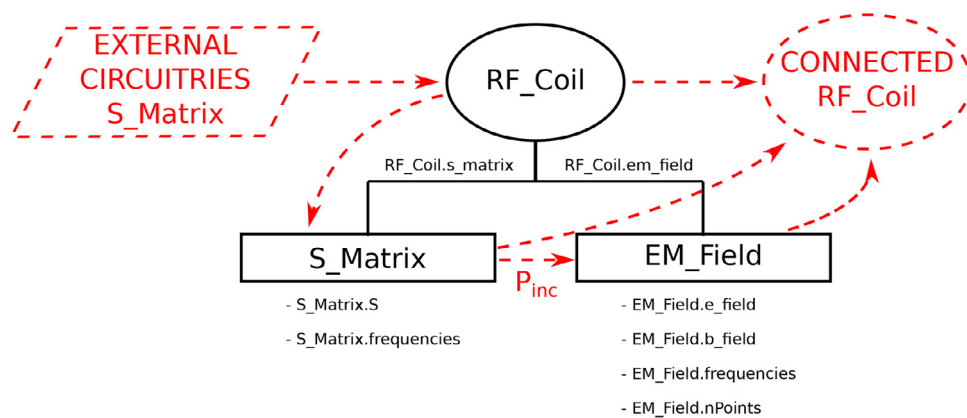 EXTERNAL
CIRCUITRIES
S_Matrix
RF_Coil
CONNECTED
RF_Coil
RF_Coil.s_matrix
RF_Coil.em_field
S_Matrix
P_inc
EM_Field
- S_Matrix.S
- S_Matrix.frequencies
- EM_Field.e_field
- EM_Field.b_field
- EM_Field.frequencies
- EM_Field.nPoints